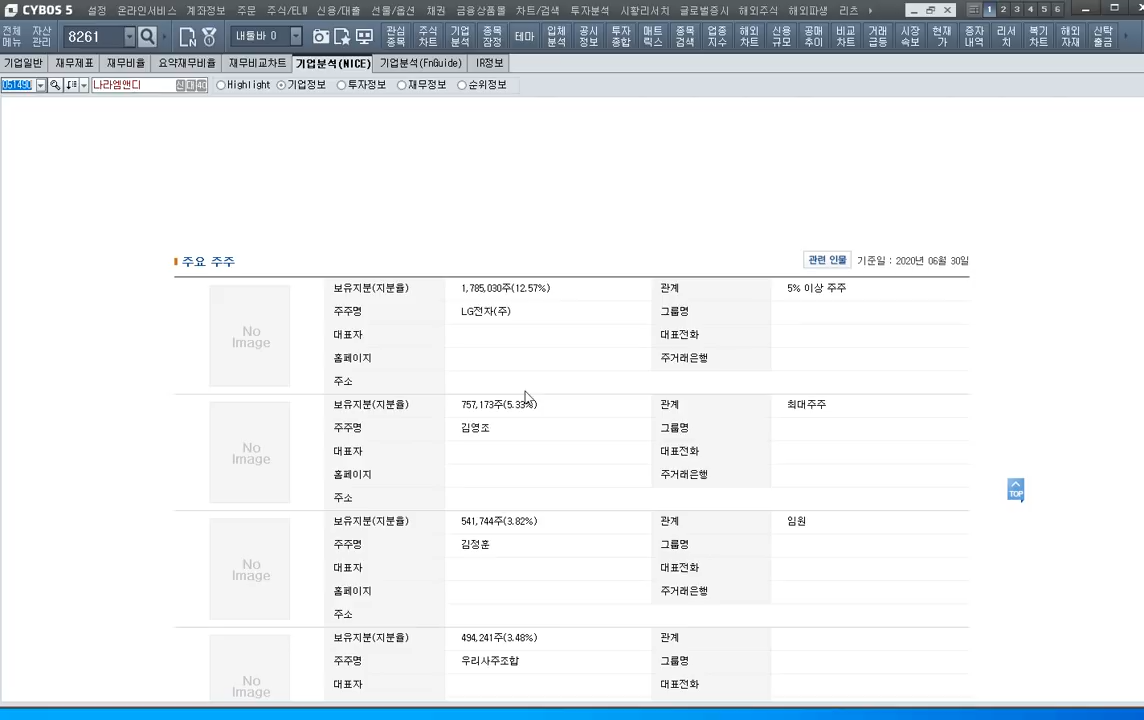 CYBOS 5 설정 온라인서비스 계좌정보 주문 주식/ELW 신용/대출 선물/옵션 채권 금융상품몰 차트/검색 투자분석 시황리서치 글로벌증시 해외주식 해외파생 리츠 1 2 3 4 5 6
전체메뉴 자산관리 8261 내툴바 0 관심종목 주식차트 기업분석 종목잠정 테마 입체분석 공시정보 투자종합 매트릭스 종목검색 업종지수 해외차트 신용규모 공매추이 비교차트 거래급등 시장속보 현재가 증자내역 리서치 복기차트 해외자재 신탁출금
기업일반 재무제표 재무비율 요약재무비율 재무비교차트 기업분석(NICE) 기업분석(FnGuide) IR정보
051490 나라엠앤디 Highlight 기업정보 투자정보 재무정보 순위정보
주요 주주 관련 인물 기준일 : 2020년 06월 30일
보유지분(지분율) 1,785,030주(12.57%) 관계 5% 이상 주주
주주명 LG전자(주) 그룹명
No Image
대표자 대표전화
홈페이지 주거래은행
주소
보유지분(지분율) 757,173주(5.33%) 관계 최대주주
주주명 김영조 그룹명
No Image
대표자 대표전화
홈페이지 주거래은행
주소
TOP
보유지분(지분율) 541,744주(3.82%) 관계 임원
주주명 김정훈 그룹명
No Image
대표자 대표전화
홈페이지 주거래은행
주소
보유지분(지분율) 494,241주(3.48%) 관계
주주명 우리사주조합 그룹명
No Image
대표자 대표전화